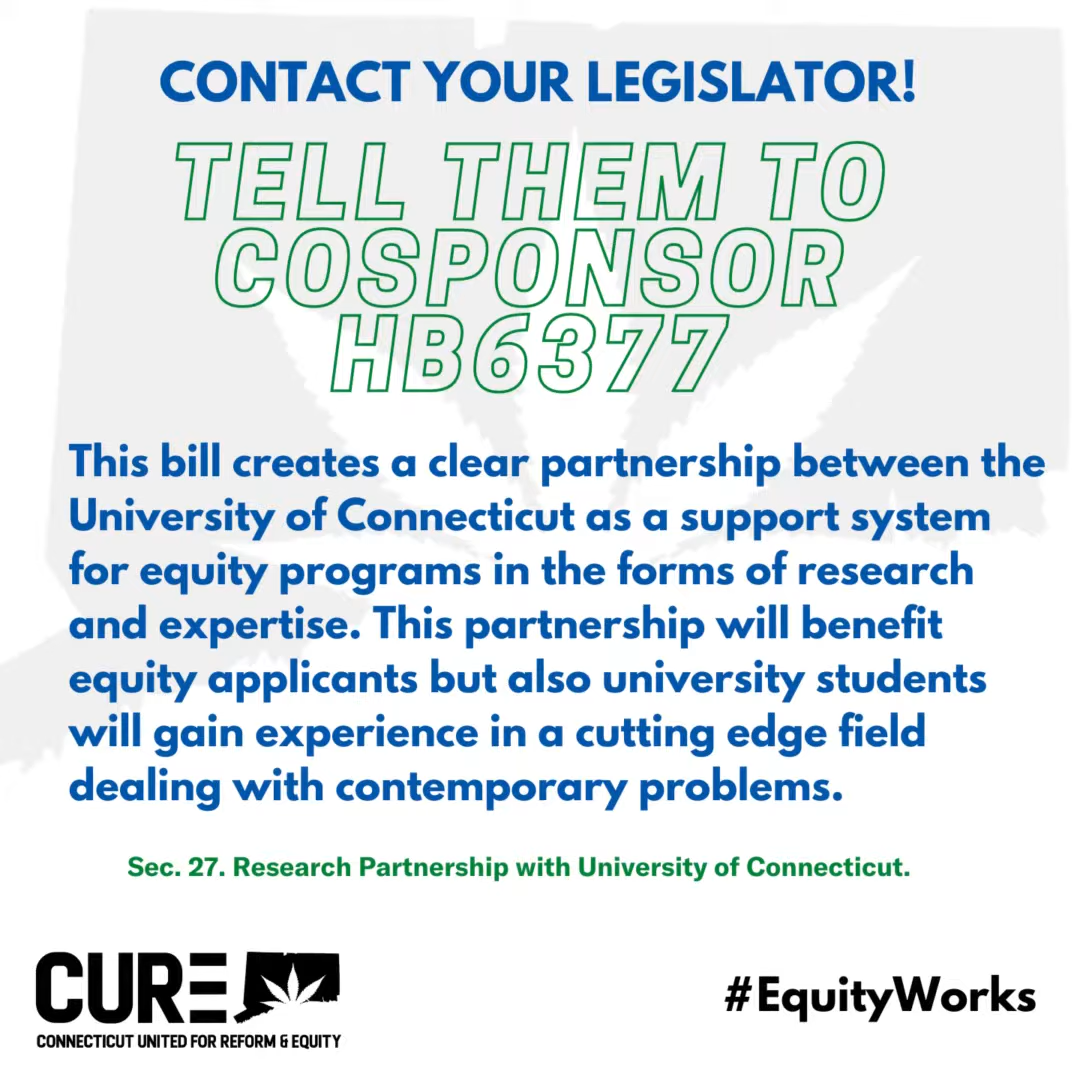 CONTACT YOUR LEGISLATOR!
TELL THEM TO
COSPONSOR
HB6377
This bill creates a clear partnership between the
University of Connecticut as a support system
for equity programs in the forms of research
and expertise. This partnership will benefit
equity applicants but also university students
will gain experience in a cutting edge field
dealing with contemporary problems.
Sec. 27. Research Partnership with University of Connecticut.
CURE
CONNECTICUT UNITED FOR REFORM & EQUITY
#EquityWorks